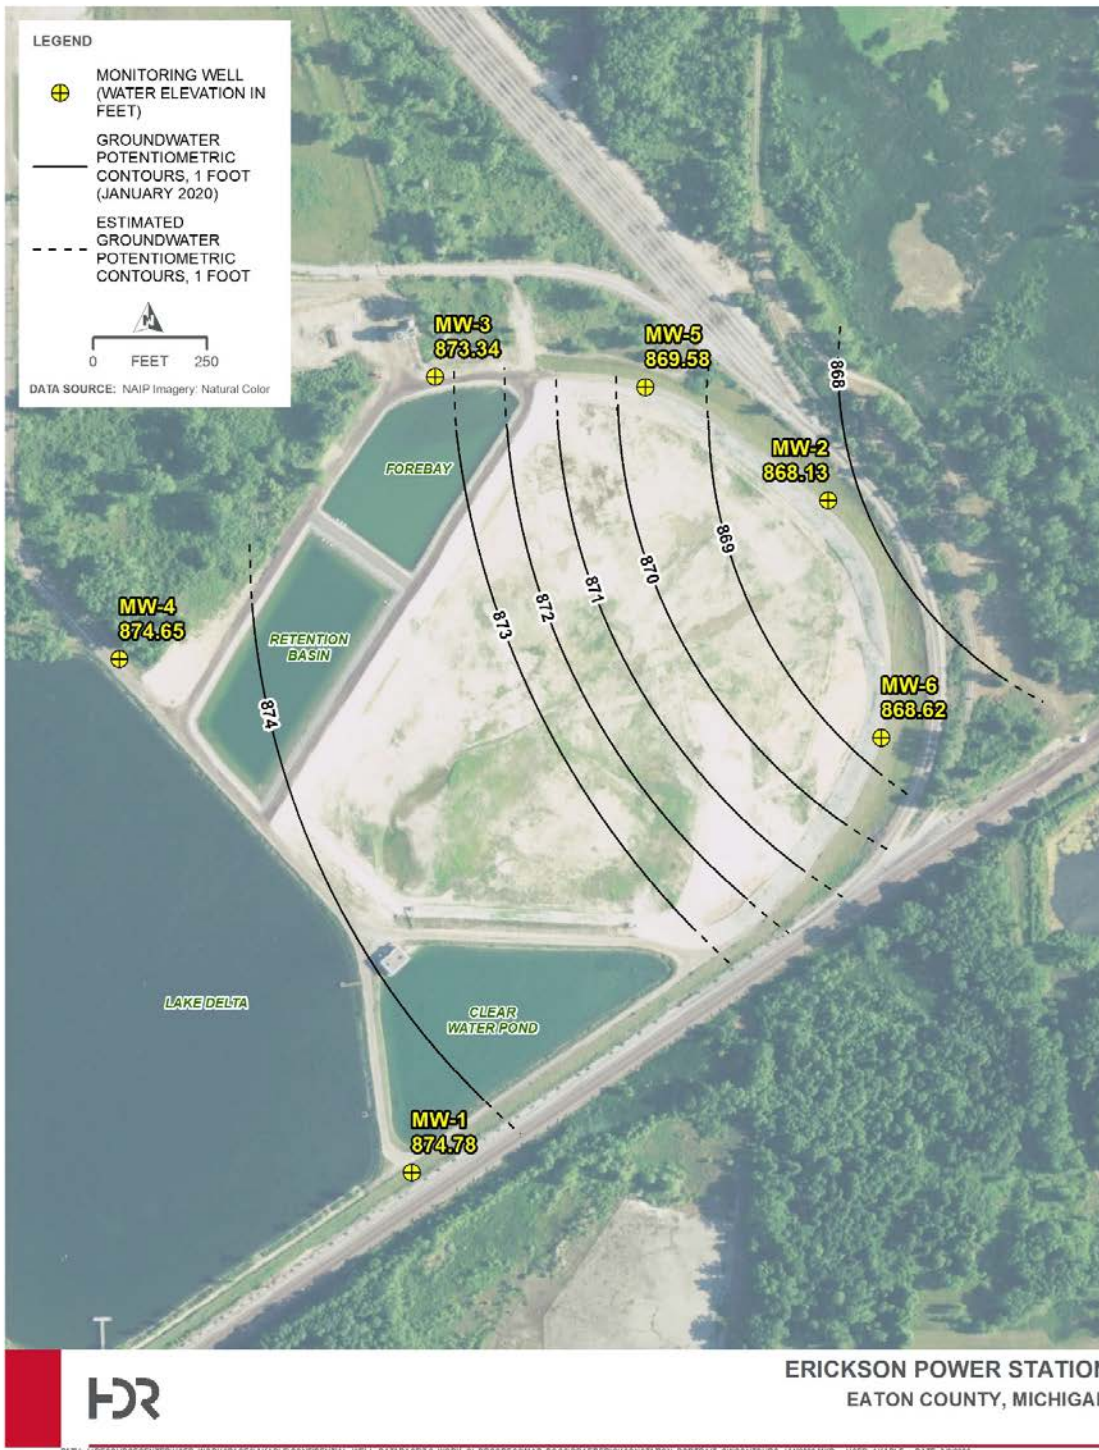 LEGEND
MONITORING WELL
(WATER ELEVATION IN
FEET)
GROUNDWATER
POTENTIOMETRIC
CONTOURS, 1 FOOT
(JANUARY 2020)
ESTIMATED
GROUNDWATER
POTENTIOMETRIC
CONTOURS, 1 FOOT
N
0 FEET 250
DATA SOURCE: NAIP Imagery: Natural Color
MW-3
873.34
MW-5
869.58
868
MW-2
868.13
FOREBAY
869
870
871
872
873
MW-4
874.65
RETENTION
BASIN
874
MW-6
868.62
LAKE DELTA
CLEAR
WATER POND
MW-1
874.78
HDR
ERICKSON POWER STATION
EATON COUNTY, MICHIGAN